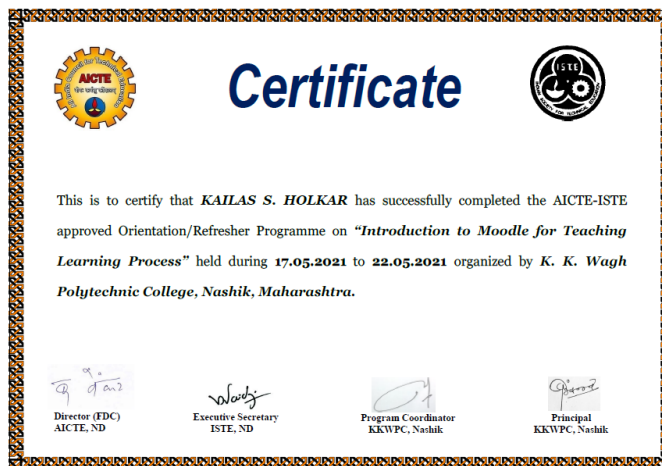 AICTE
Certificate
ISTE
This is to certify that KAILAS S. HOLKAR has successfully completed the AICTE-ISTE
approved Orientation/Refresher Programme on “Introduction to Moodle for Teaching
Learning Process” held during 17.05.2021 to 22.05.2021 organized by K. K. Wagh
Polytechnic College, Nashik, Maharashtra.
Director (FDC)
AICTE, ND
Executive Secretary
ISTE, ND
Program Coordinator
KKWPC, Nashik
Principal
KKWPC, Nashik